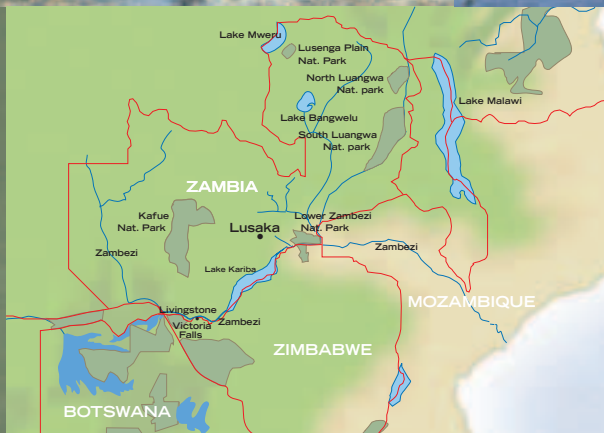 Lake Mweru
Lusenga Plain
Nat. Park
North Luangwa
Nat. park
Lake Malawi
Lake Bangwelu
South Luangwa
Nat. park
ZAMBIA
Kafue
Nat. Park
Lusaka
Lower Zambezi
Nat. Park
Zambezi
Zambezi
Lake Kariba
MOZAMBIQUE
Livingstone
Victoria
Falls
Zambezi
ZIMBABWE
BOTSWANA